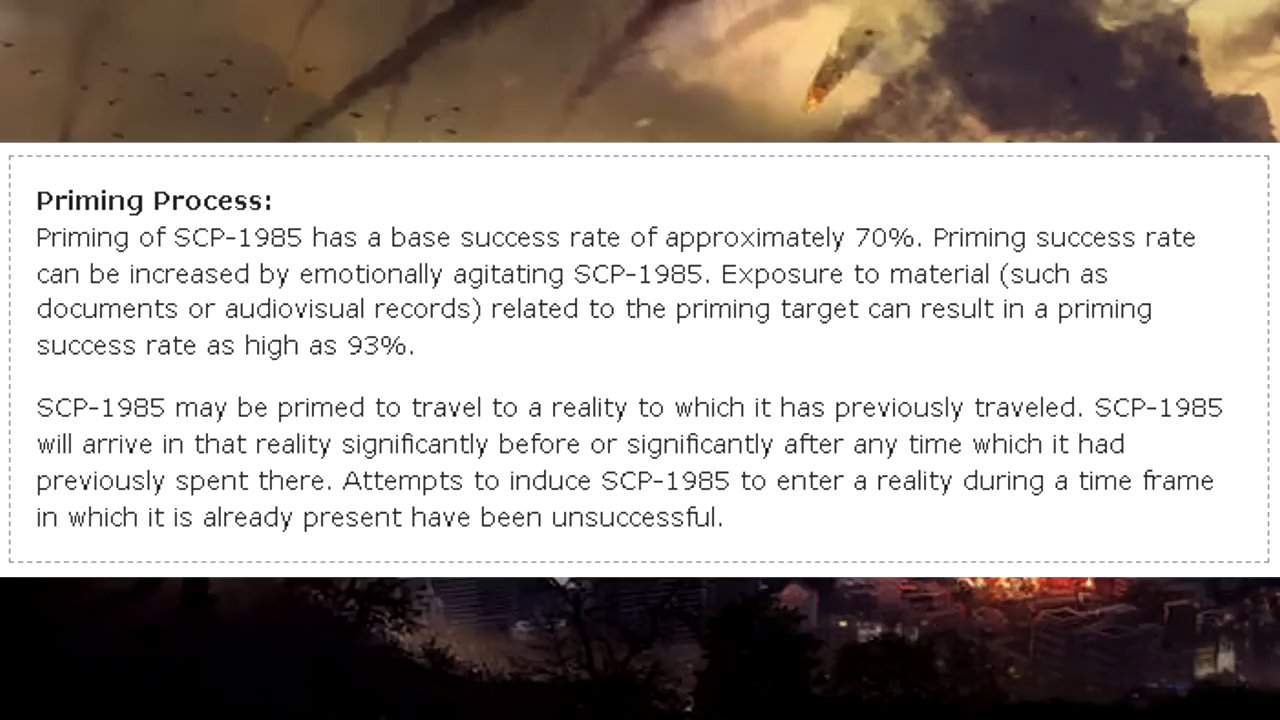 Priming Process:
Priming of SCP-1985 has a base success rate of approximately 70%. Priming success rate
can be increased by emotionally agitating SCP-1985. Exposure to material (such as
documents or audiovisual records) related to the priming target can result in a priming
success rate as high as 93%.
SCP-1985 may be primed to travel to a reality to which it has previously traveled. SCP-1985
will arrive in that reality significantly before or significantly after any time which it had
previously spent there. Attempts to induce SCP-1985 to enter a reality during a time frame
in which it is already present have been unsuccessful.